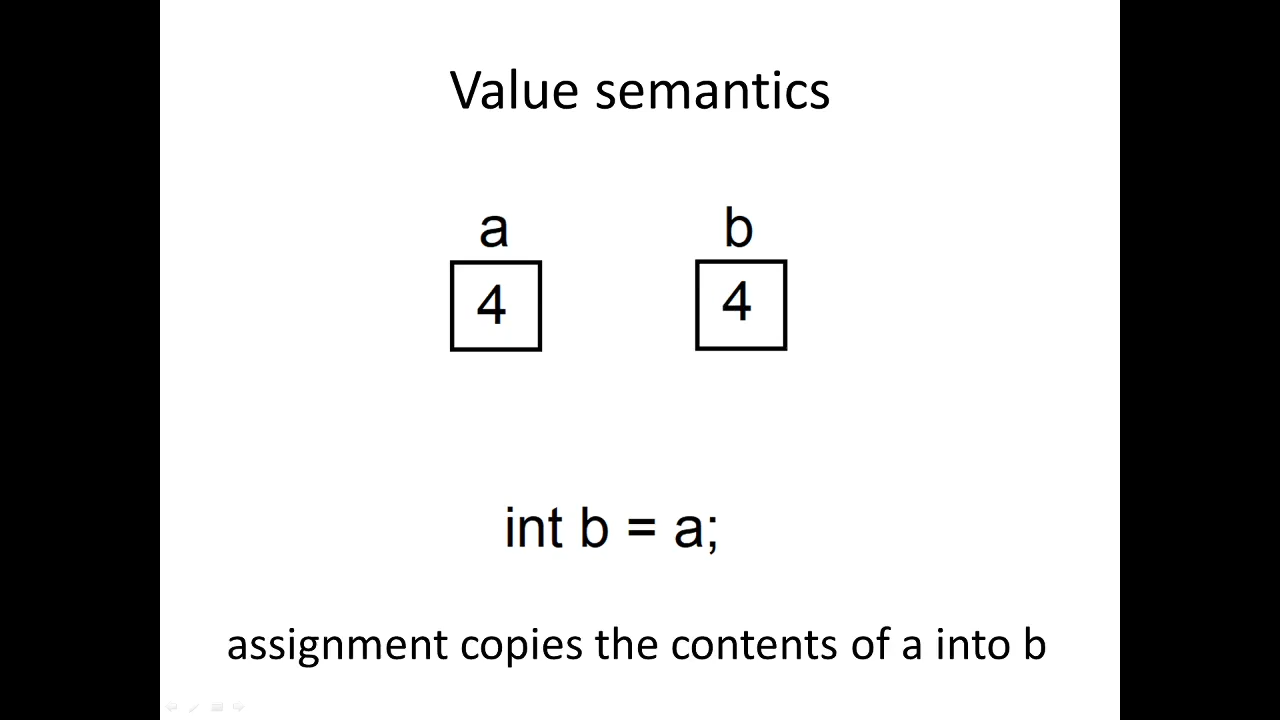 Value semantics
a b
4 4
int b = a;
assignment copies the contents of a into b